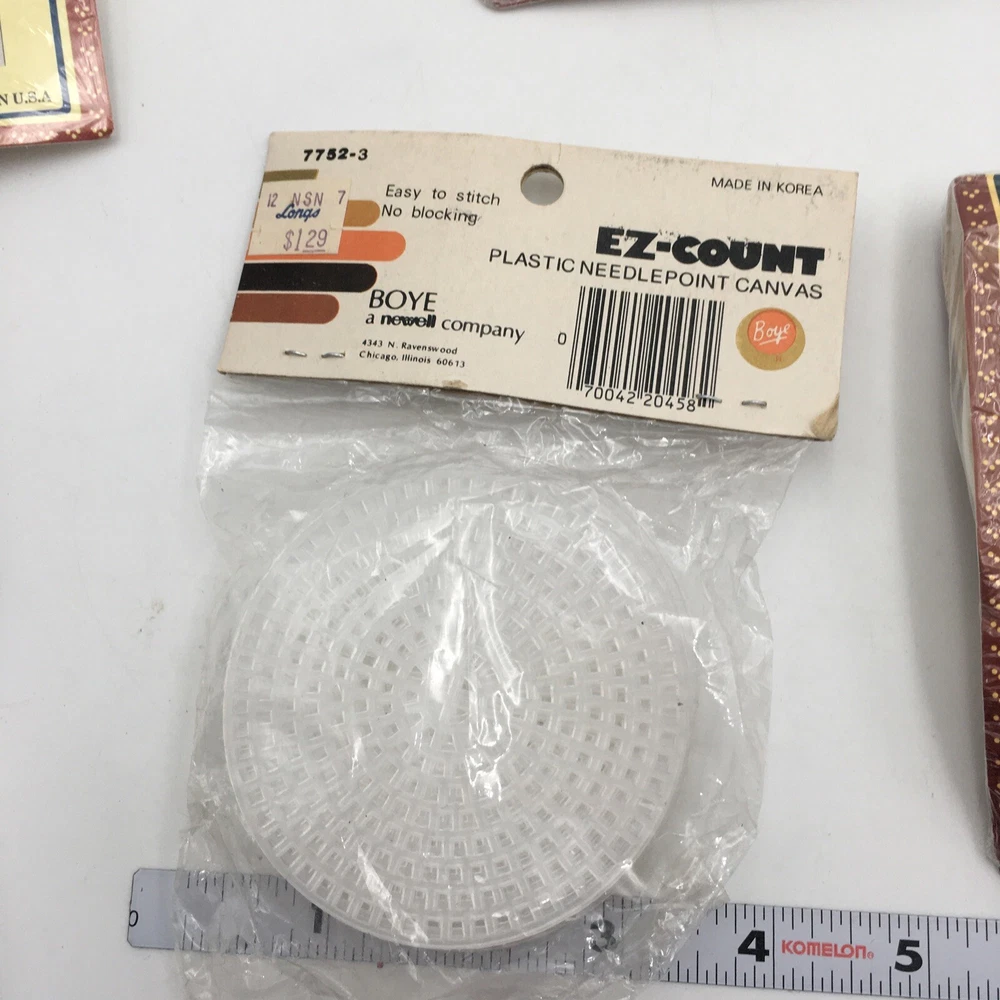 N U.S.A
7752-3
12 NSN 7
Longs
$1.29
Easy to stitch
No blocking
MADE IN KOREA
EZ-COUNT
PLASTIC NEEDLEPOINT CANVAS
BOYE
a newell company
4343 N. Ravenswood
Chicago, Illinois 60613
Boye
0
70042 20458
1
3
4 KOMELON® 5